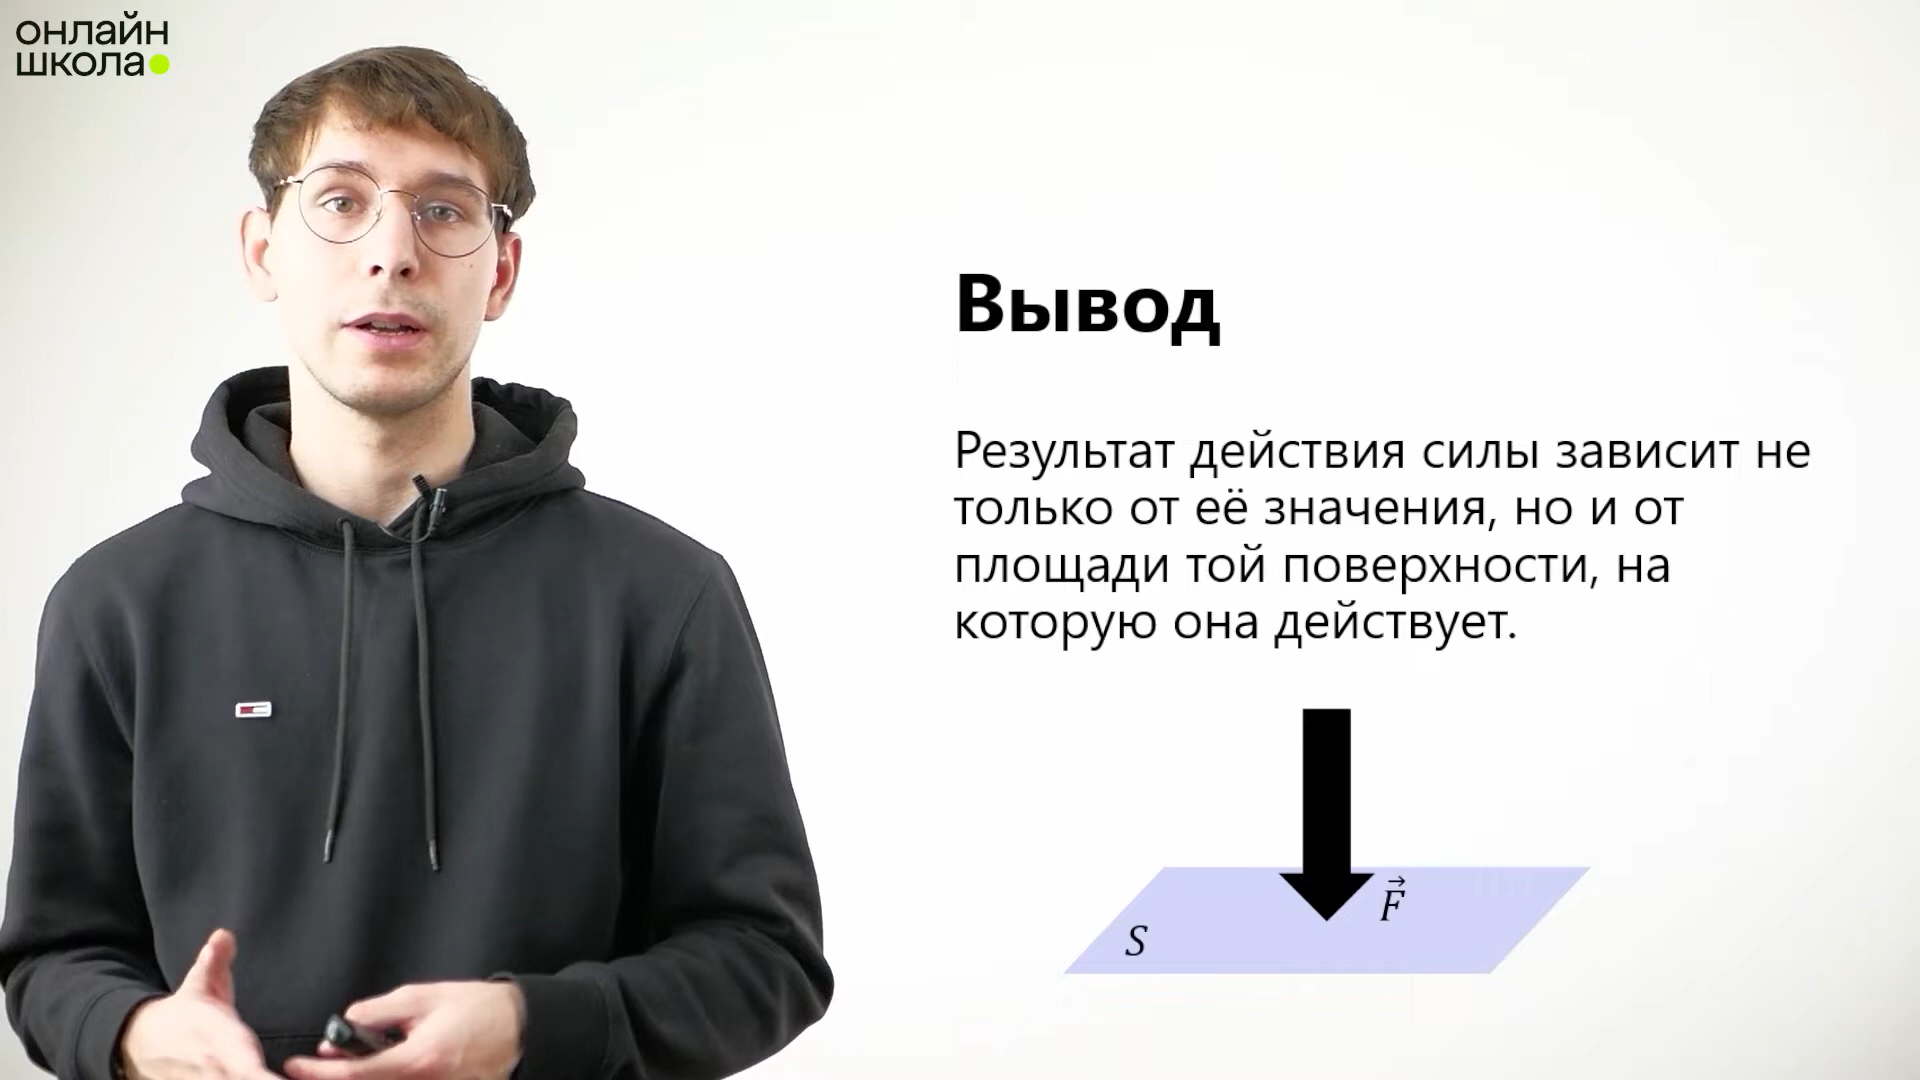 онлайн
школа
Вывод
Результат действия силы зависит не
только от её значения, но и от
площади той поверхности, на
которую она действует.
F⃗
S